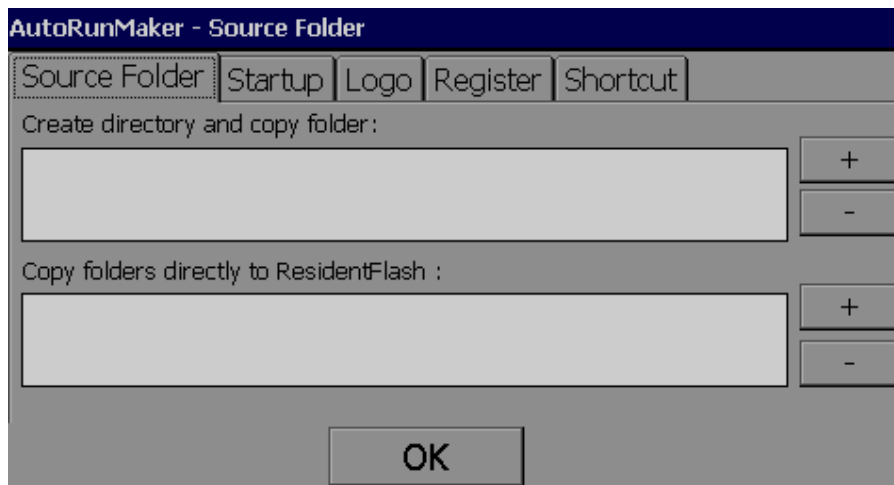 AutoRunMaker - Source Folder
Source Folder Startup Logo Register Shortcut
Create directory and copy folder:
+
-
Copy folders directly to ResidentFlash :
+
-
OK